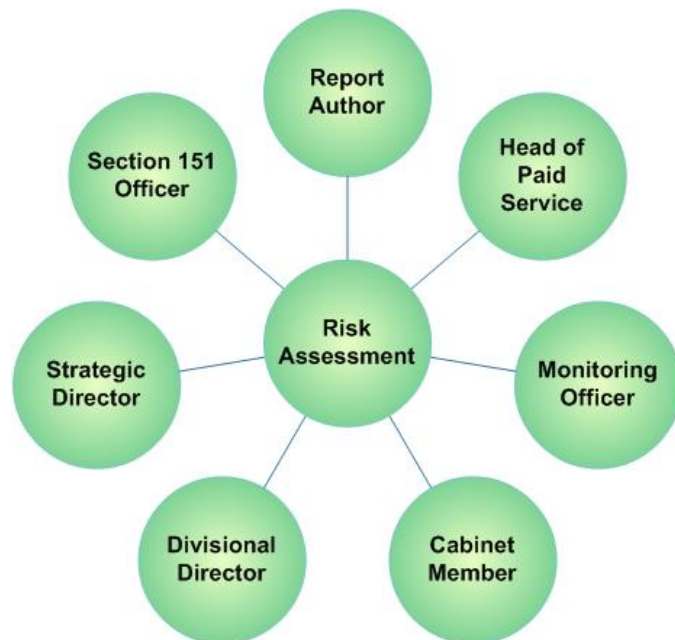 Report
Author
Head of
Paid
Service
Section 151
Officer
Risk
Assessment
Strategic
Director
Monitoring
Officer
Divisional
Director
Cabinet
Member